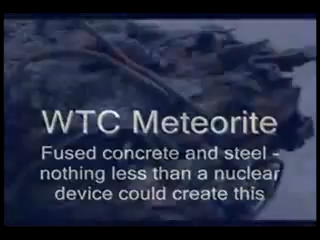 WTC Meteorite
Fused concrete and steel -
nothing less than a nuclear
device could create this